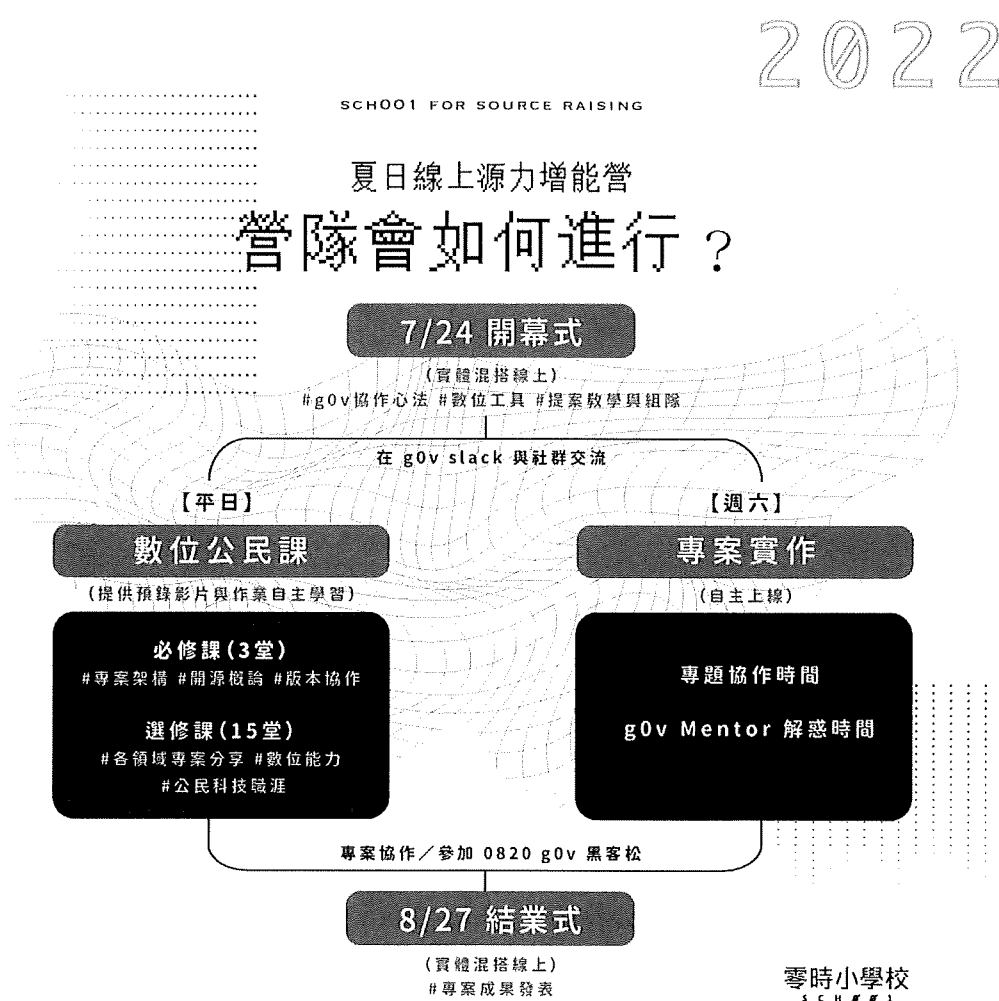 2022
SCHOO1 FOR SOURCE RAISING
夏日線上源力增能營
營隊會如何進行？
7/24 開幕式
(實體混搭線上)
#g0v協作心法 #數位工具 #提案教學與組隊
在 g0v slack 與社群交流
【平日】
數位公民課
(提供預錄影片與作業自主學習)
必修課(3堂)
#專案架構 #開源概論 #版本協作
選修課(15堂)
#各領域專案分享 #數位能力
#公民科技職涯
【週六】
專案實作
(自主上線)
專題協作時間
g0v Mentor 解惑時間
專案協作／參加 0820 g0v 黑客松
8/27 結業式
(實體混搭線上)
#專案成果發表
零時小學校
SCH001